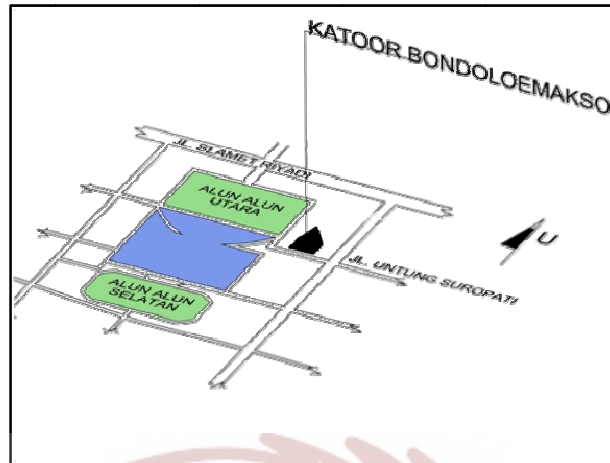 KATOOR BONDOLOEMAKSO
JL. SLAMET RIYADI
ALUN ALUN
UTARA
U
JL. UNTUNG SUROPATI
ALUN ALUN
SELATAN